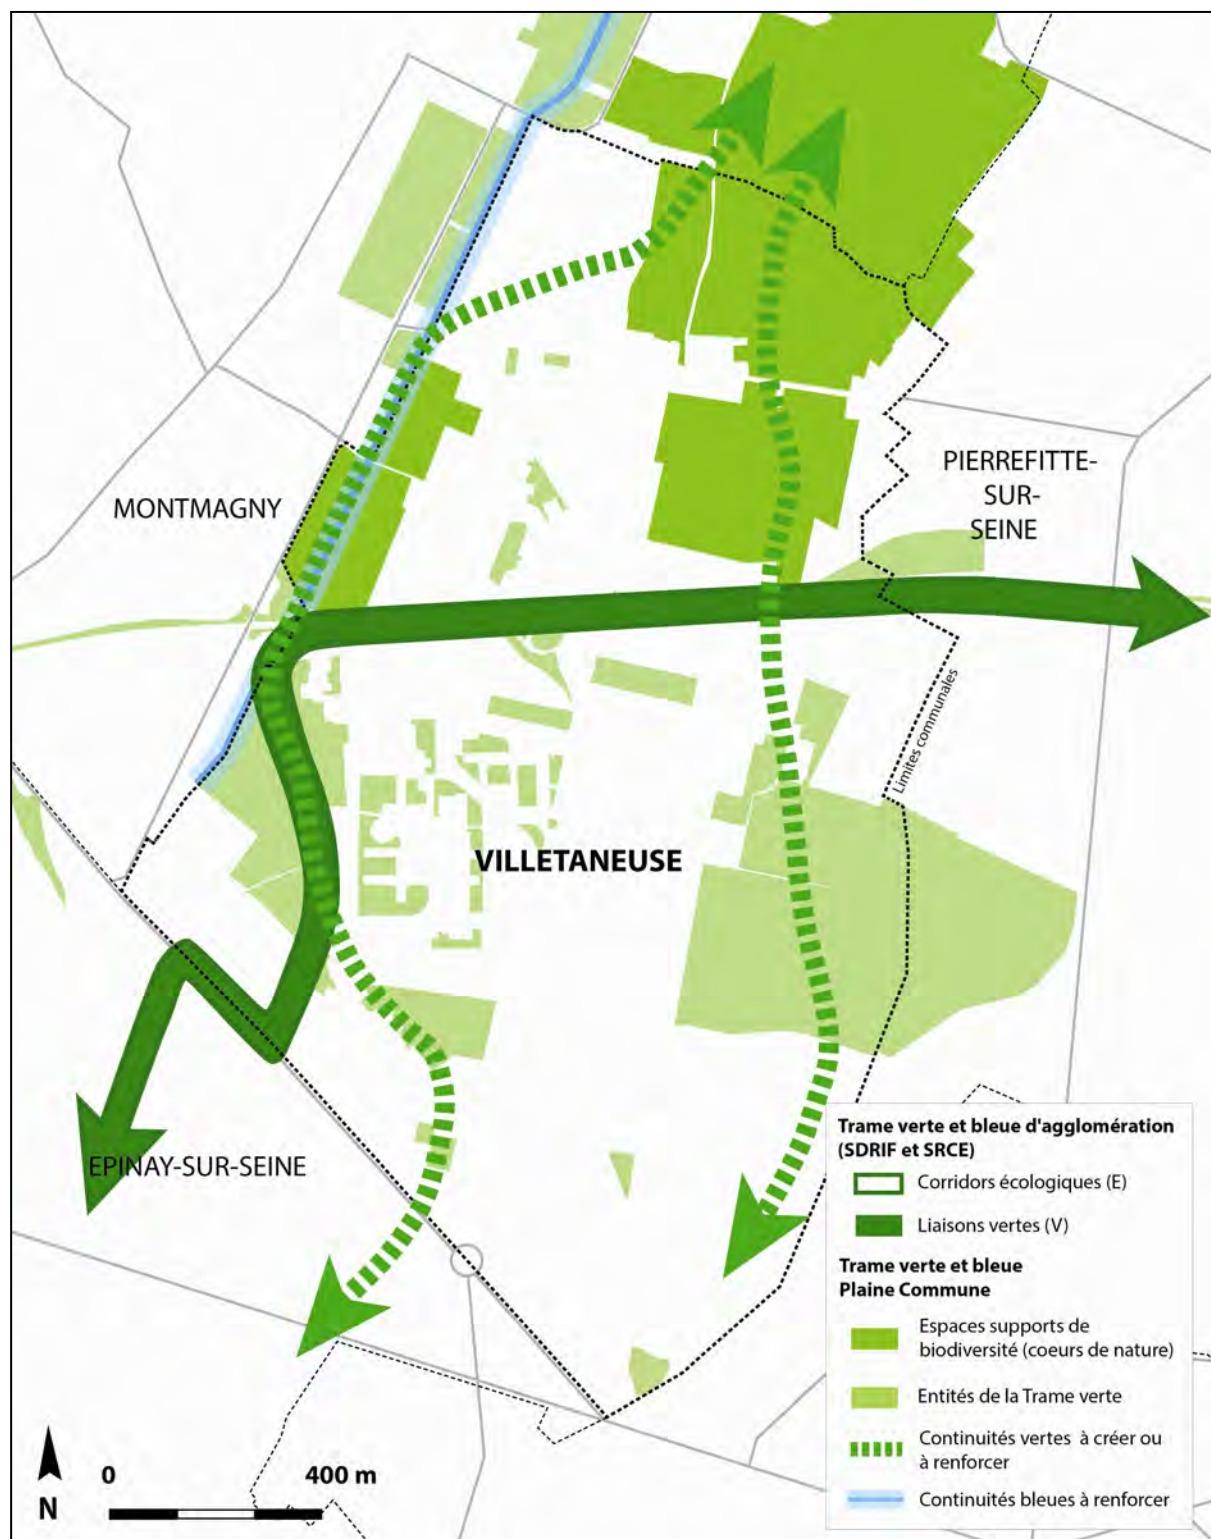 MONTMAGNY
PIERREFITTE-
SUR-
SEINE
Limites communales
VILLETANEUSE
EPINAY-SUR-SEINE
Trame verte et bleue d'agglomération
(SDRIF et SRCE)
Corridors écologiques (E)
Liaisons vertes (V)
Trame verte et bleue
Plaine Commune
Espaces supports de
biodiversité (coeurs de nature)
Entités de la Trame verte
Continuités vertes à créer ou
à renforcer
Continuités bleues à renforcer
0 400 m
N